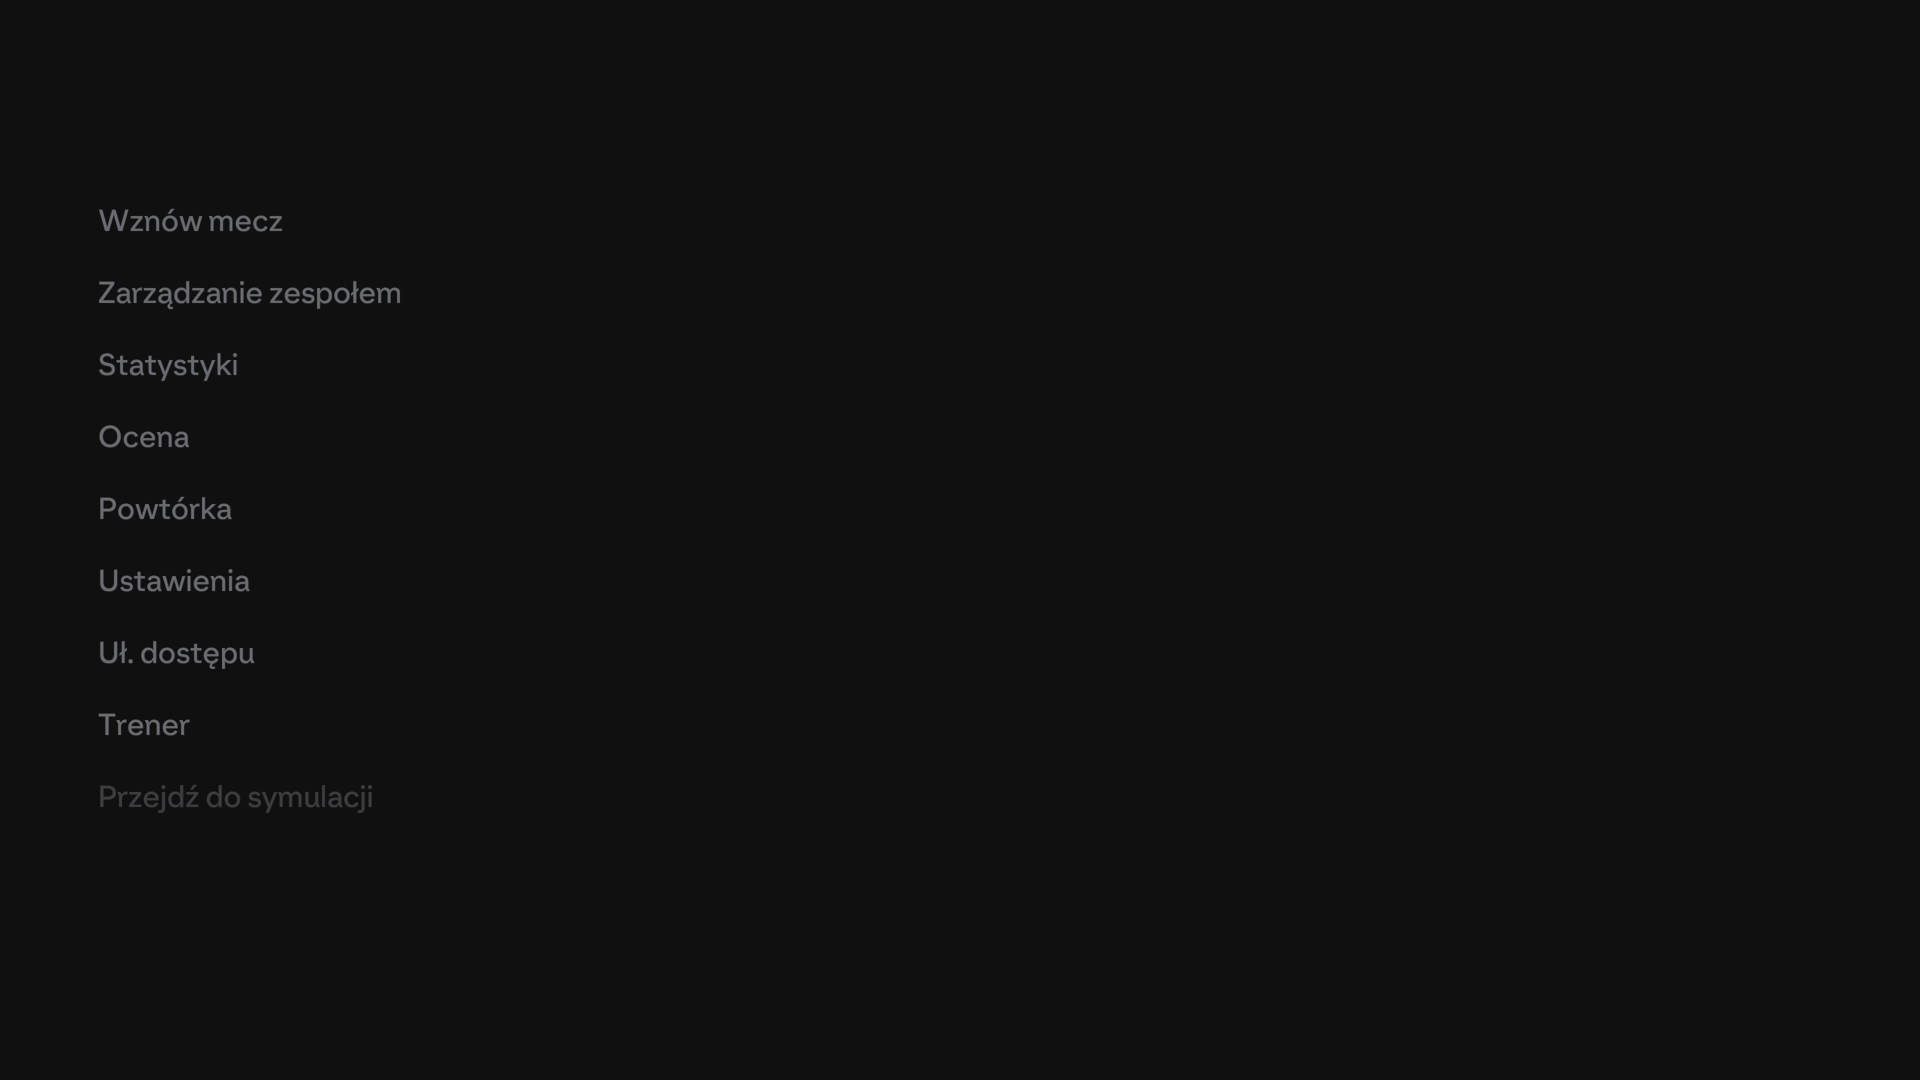 Wznów mecz
Zarządzanie zespołem
Statystyki
Ocena
Powtórka
Ustawienia
Uł. dostępu
Trener
Przejdź do symulacji